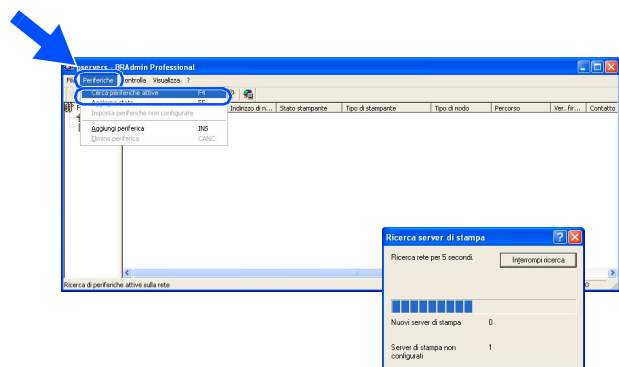 BRAdmin Professional
Periferiche Controlla Visualizza ?
Cerca periferiche attive F4
Aggiorna stato F5
Imposta periferiche non configurate
Aggiungi periferica INS
Elimina periferica CANC
Indirizzo di n... Stato stampante Tipo di stampante Tipo di nodo Percorso Ver. fir... Contatto
Ricerca di periferiche attive sulla rete
0
Ricerca server di stampa
Ricerca rete per 5 secondi.
Interrompi ricerca
Nuovi server di stampa 0
Server di stampa non
configurati 1